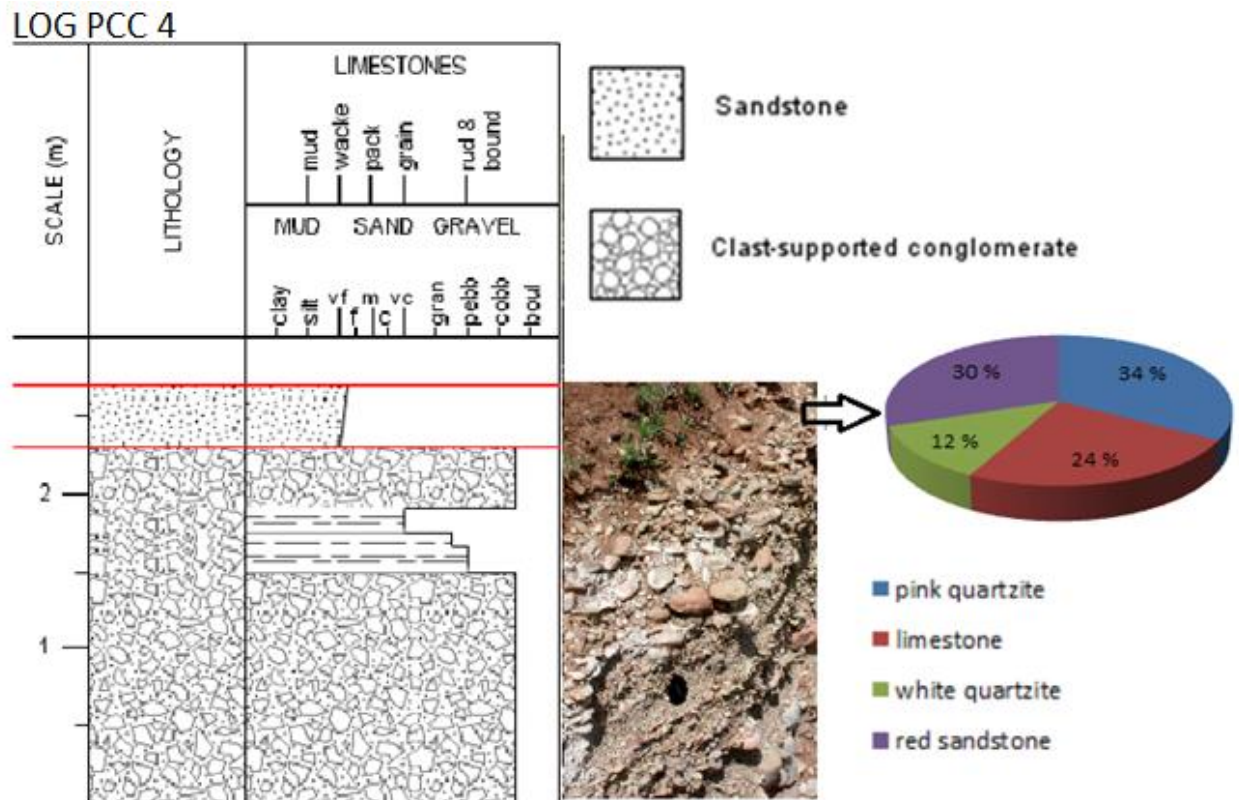 LOG PCC 4
SCALE (m)
LITHOLOGY
LIMESTONES
mud
wacke
pack
grain
rud &
bound
MUD SAND GRAVEL
clay
silt
vf
f
m
c
vc
gran
pebb
cobb
boul
2
1
Sandstone
Clast-supported conglomerate
30 %
34 %
12 %
24 %
pink quartzite
limestone
white quartzite
red sandstone